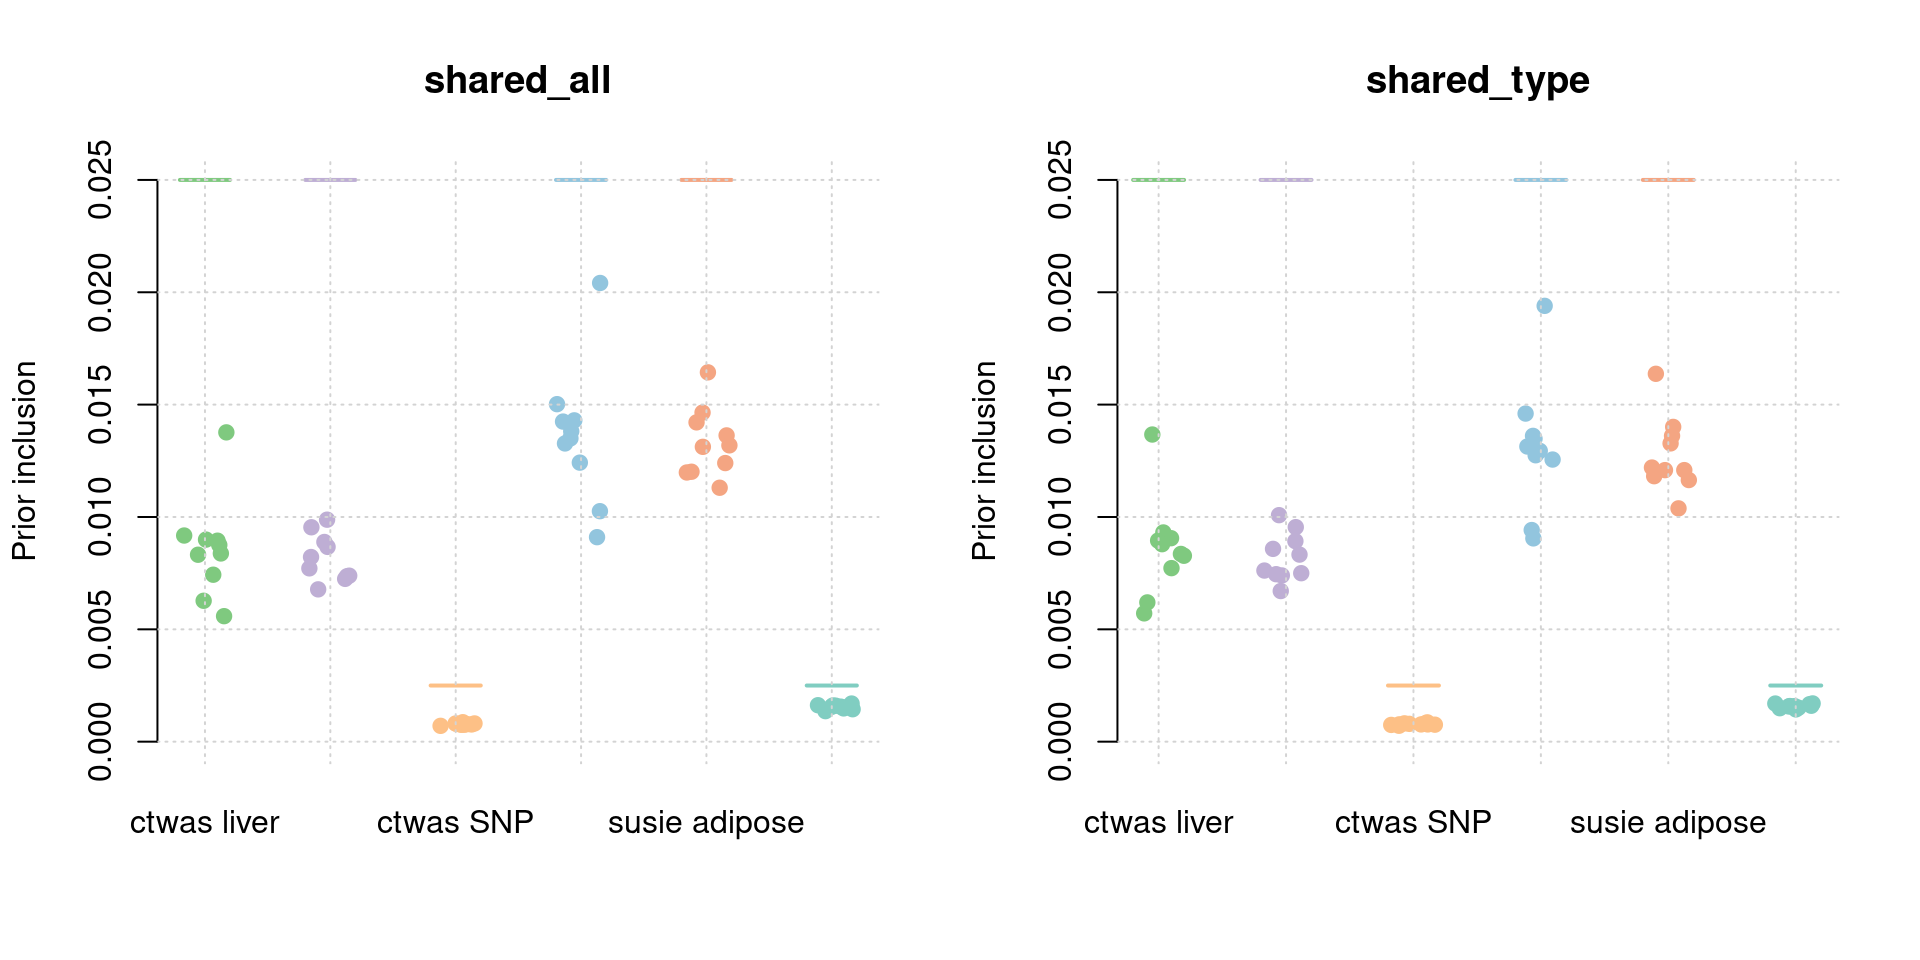 shared_all
Prior inclusion
0.025
0.020
0.015
0.010
0.005
0.000
ctwas liver
ctwas SNP
susie adipose
shared_type
Prior inclusion
0.025
0.020
0.015
0.010
0.005
0.000
ctwas liver
ctwas SNP
susie adipose